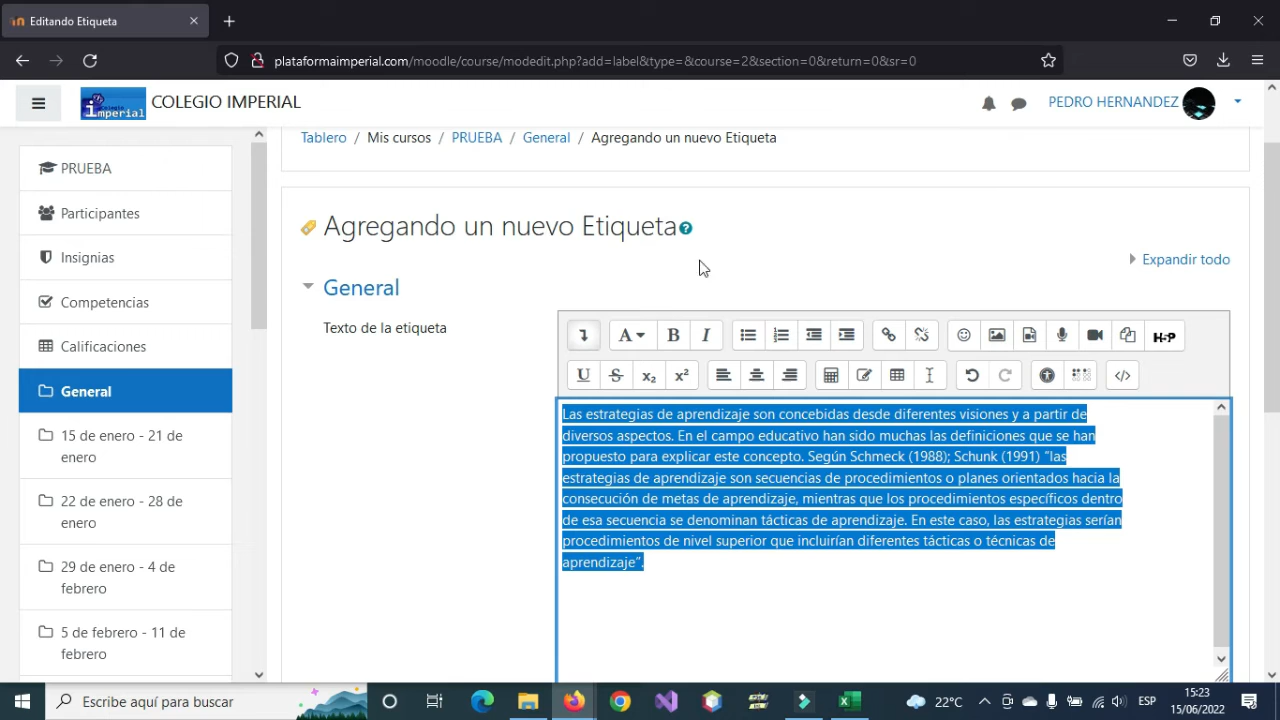 Editando Etiqueta
plataformaimperial.com/moodle/course/modedit.php?add=label&type=&course=2&section=0&return=0&sr=0
imperial
COLEGIO IMPERIAL
PEDRO HERNANDEZ
Tablero / Mis cursos / PRUEBA / General / Agregando un nuevo Etiqueta
PRUEBA
Participantes
Insignias
Competencias
Calificaciones
General
15 de enero - 21 de
enero
22 de enero - 28 de
enero
29 de enero - 4 de
febrero
5 de febrero - 11 de
febrero
Agregando un nuevo Etiqueta
Expandir todo
General
Texto de la etiqueta
A B I H-P
U S x₂ x²
Las estrategias de aprendizaje son concebidas desde diferentes visiones y a partir de
diversos aspectos. En el campo educativo han sido muchas las definiciones que se han
propuesto para explicar este concepto. Según Schmeck (1988); Schunk (1991) "las
estrategias de aprendizaje son secuencias de procedimientos o planes orientados hacia la
consecución de metas de aprendizaje, mientras que los procedimientos específicos dentro
de esa secuencia se denominan tácticas de aprendizaje. En este caso, las estrategias serían
procedimientos de nivel superior que incluirían diferentes tácticas o técnicas de
aprendizaje".
Escribe aquí para buscar
22°C
ESP
15:23
15/06/2022